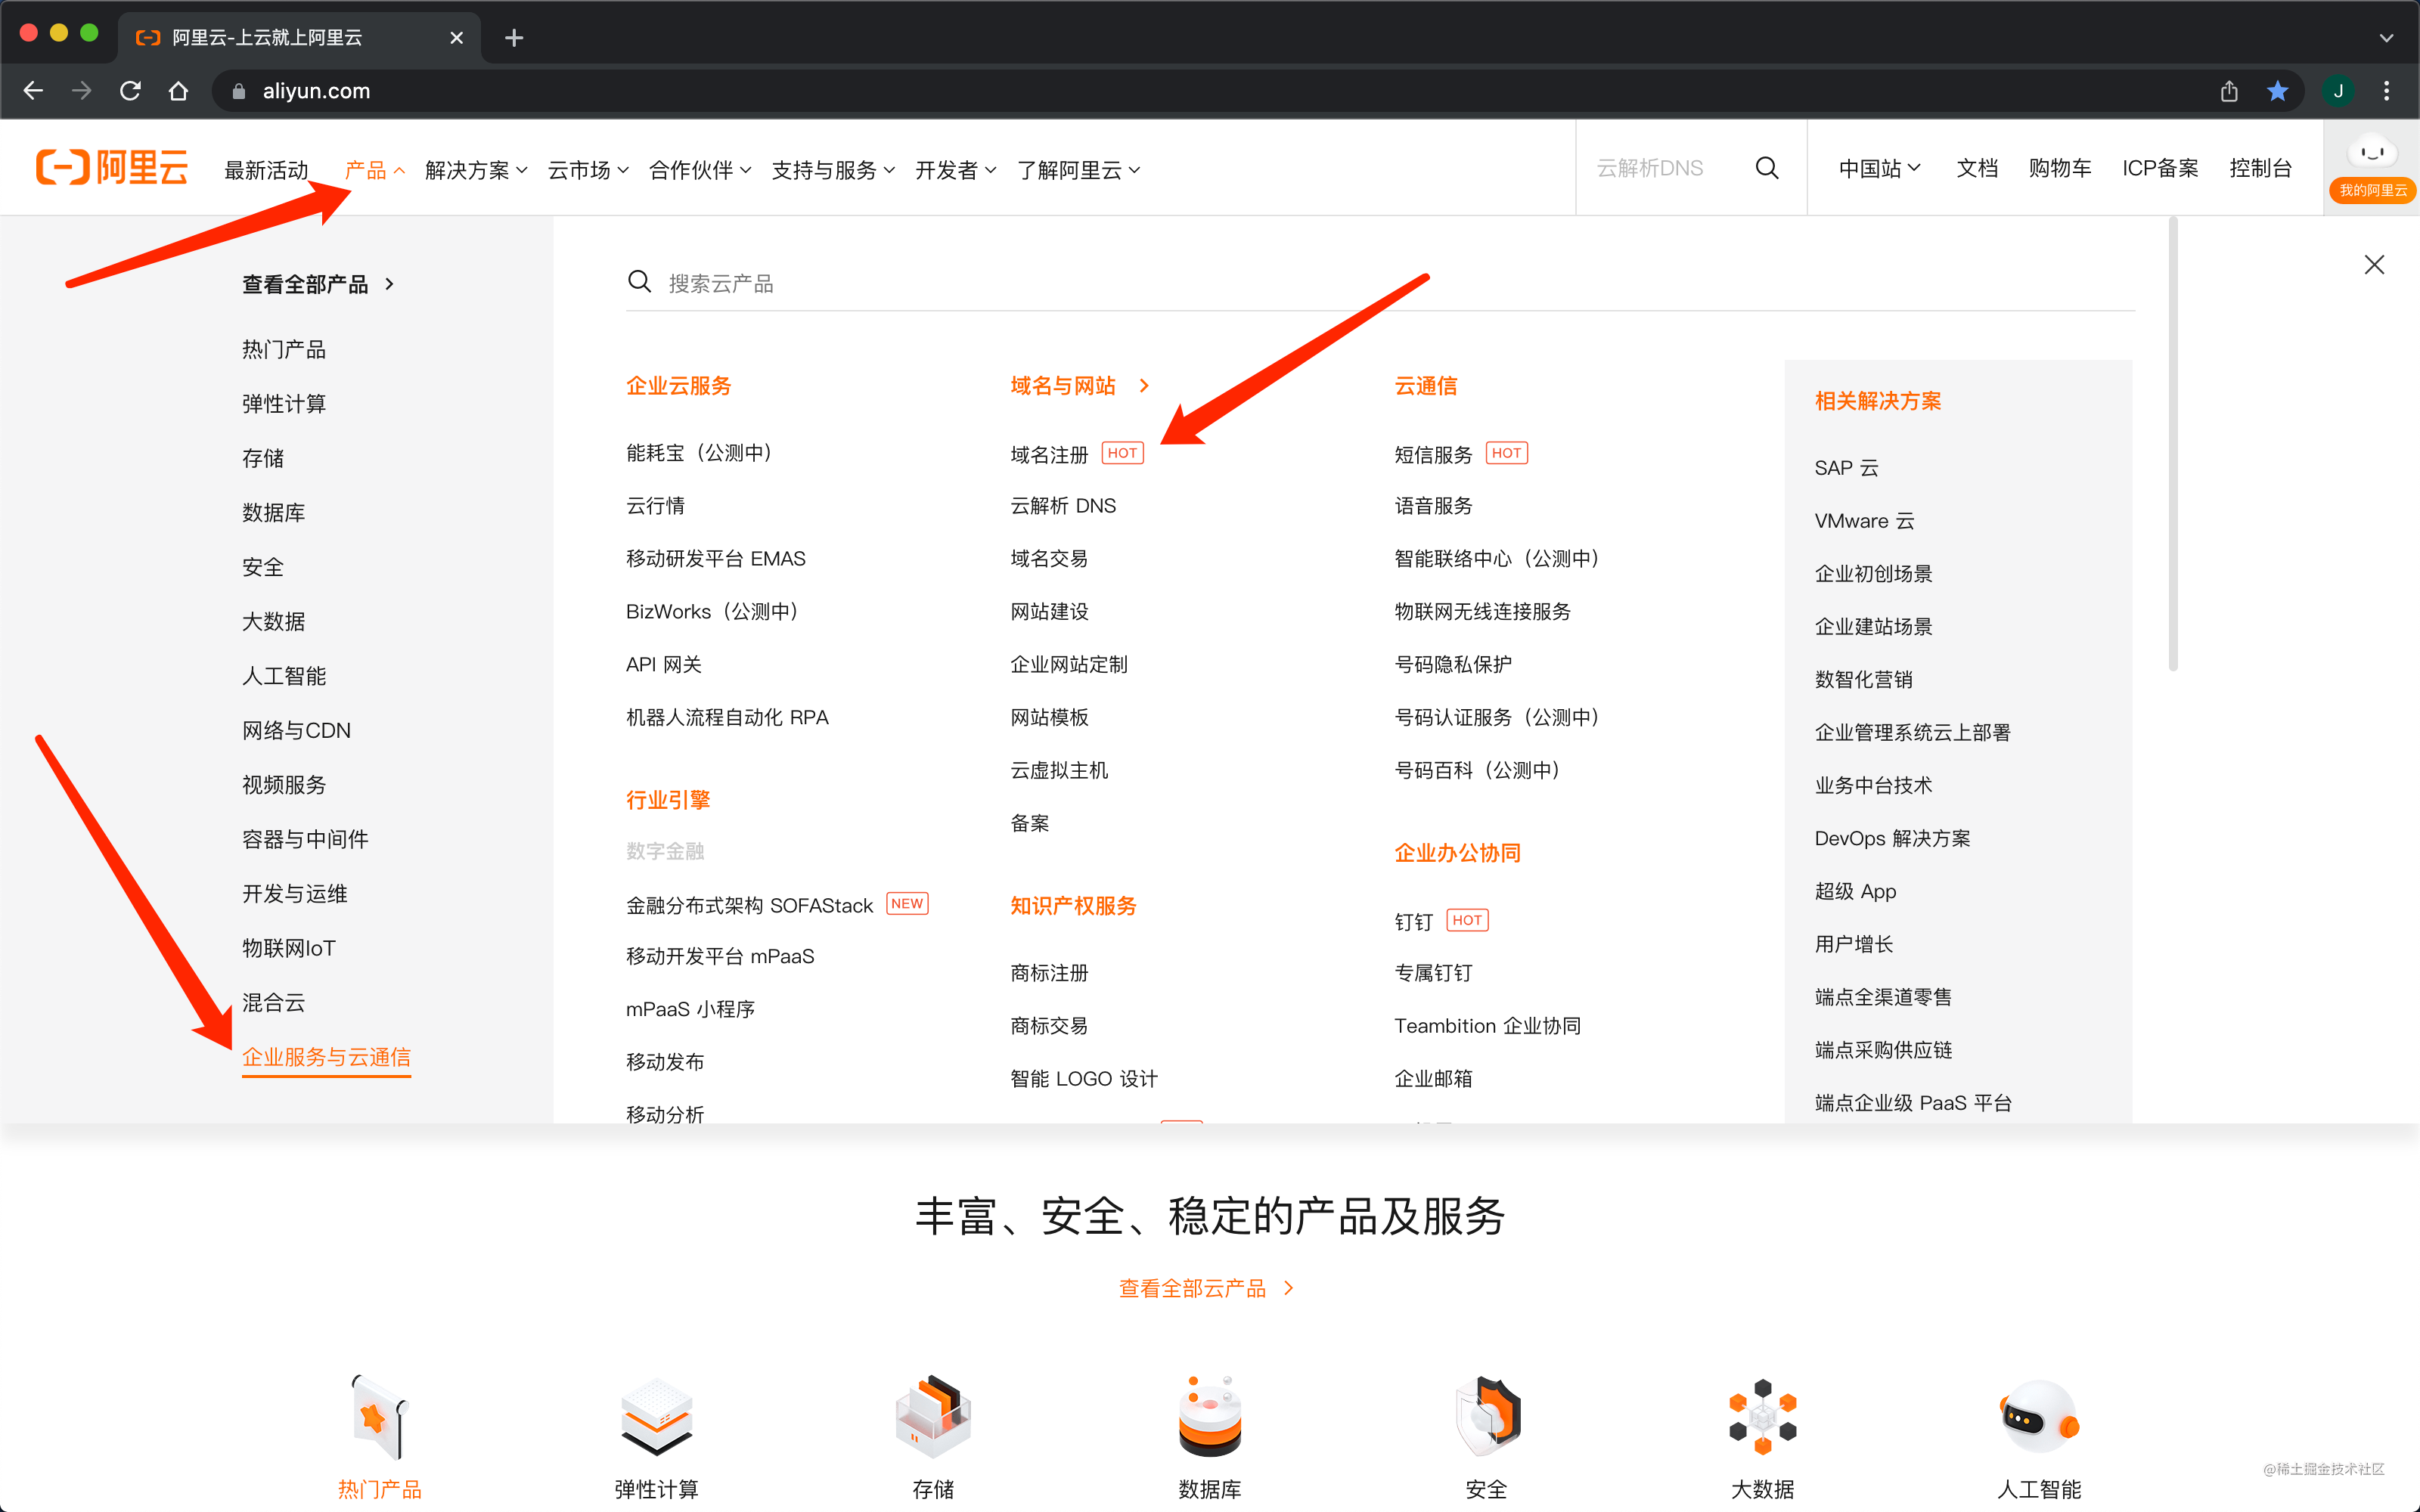 阿里云-上云就上阿里云
aliyun.com
J
阿里云
最新活动
产品
解决方案
云市场
合作伙伴
支持与服务
开发者
了解阿里云
云解析DNS
中国站
文档
购物车
ICP备案
控制台
我的阿里云
查看全部产品
热门产品
弹性计算
存储
数据库
安全
大数据
人工智能
网络与CDN
视频服务
容器与中间件
开发与运维
物联网IoT
混合云
企业服务与云通信
搜索云产品
企业云服务
能耗宝（公测中）
云行情
移动研发平台 EMAS
BizWorks（公测中）
API 网关
机器人流程自动化 RPA
行业引擎
数字金融
金融分布式架构 SOFAStack NEW
移动开发平台 mPaaS
mPaaS 小程序
移动发布
移动分析
域名与网站
域名注册 HOT
云解析 DNS
域名交易
网站建设
企业网站定制
网站模板
云虚拟主机
备案
知识产权服务
商标注册
商标交易
智能 LOGO 设计
云通信
短信服务 HOT
语音服务
智能联络中心（公测中）
物联网无线连接服务
号码隐私保护
号码认证服务（公测中）
号码百科（公测中）
企业办公协同
钉钉 HOT
专属钉钉
Teambition 企业协同
企业邮箱
相关解决方案
SAP 云
VMware 云
企业初创场景
企业建站场景
数智化营销
企业管理系统云上部署
业务中台技术
DevOps 解决方案
超级 App
用户增长
端点全渠道零售
端点采购供应链
端点企业级 PaaS 平台
丰富、安全、稳定的产品及服务
查看全部云产品
热门产品
弹性计算
存储
数据库
安全
大数据
人工智能
@稀土掘金技术社区